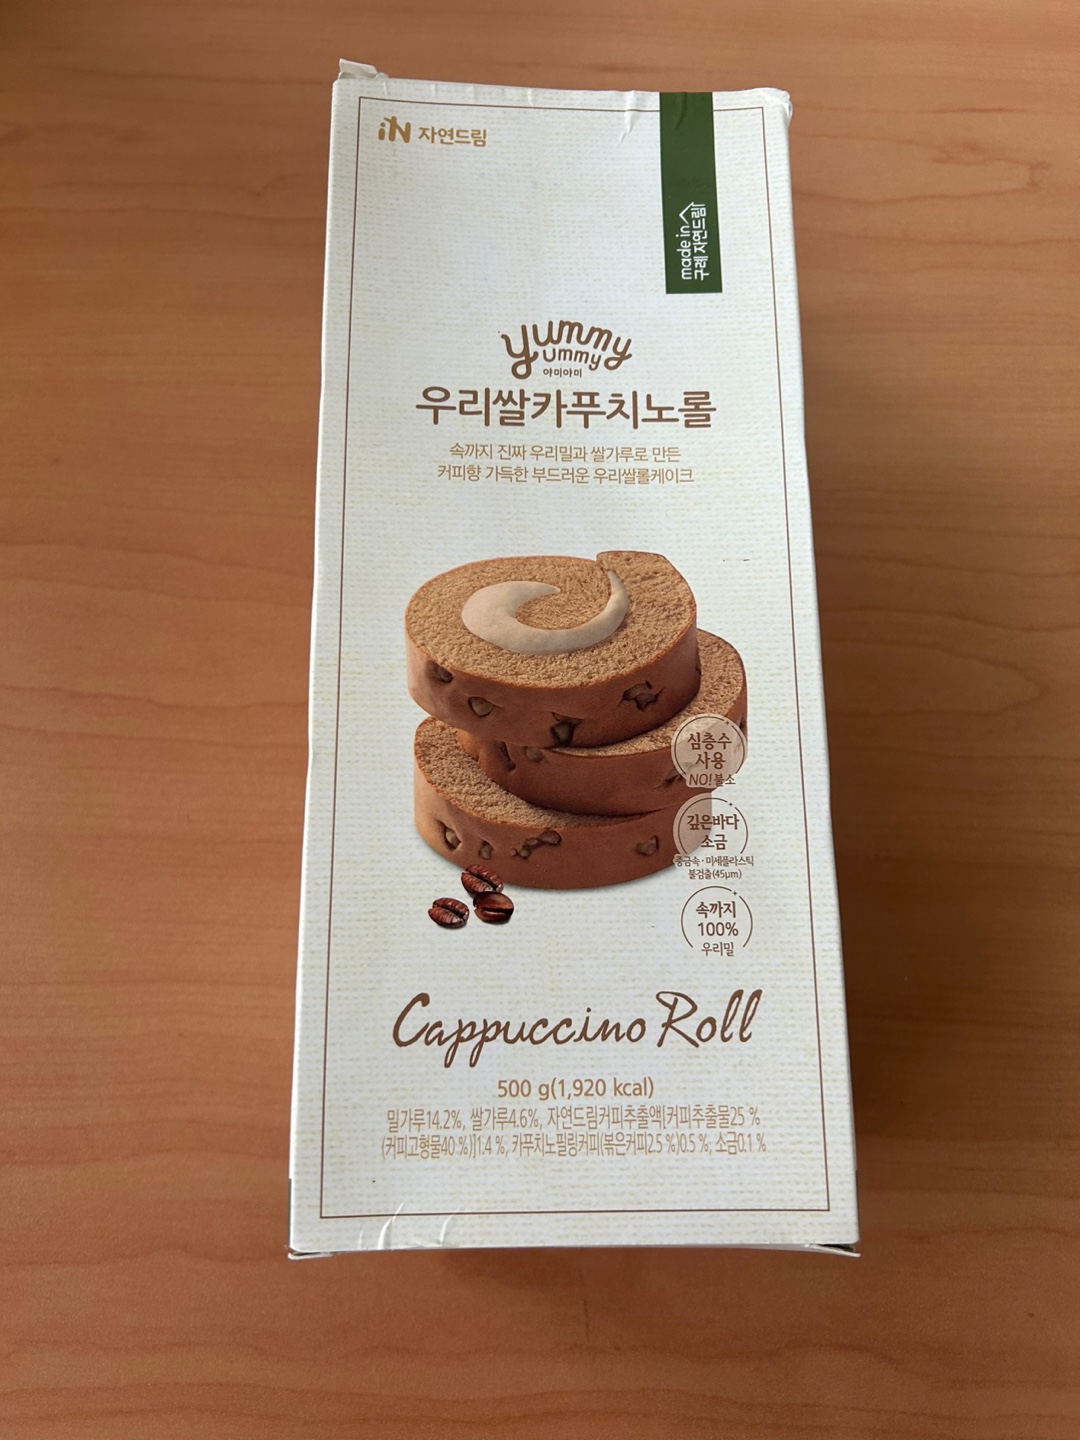 iN 자연드림
made in
구례 자연드림
yummy
ummy
야미야미
우리쌀카푸치노롤
속까지 진짜 우리밀과 쌀가루로 만든
커피향 가득한 부드러운 우리쌀롤케이크
심층수
사용
NO! 불소
깊은바다
소금
중금속·미세플라스틱
불검출(45μm)
속까지
100%
우리밀
Cappuccino Roll
500 g(1,920 kcal)
밀가루14.2%, 쌀가루4.6%, 자연드림커피추출액[커피추출물25 %
(커피고형물40 %)]1.4 %, 카푸치노필링커피(볶은커피2.5 %)0.5 %, 소금0.1 %